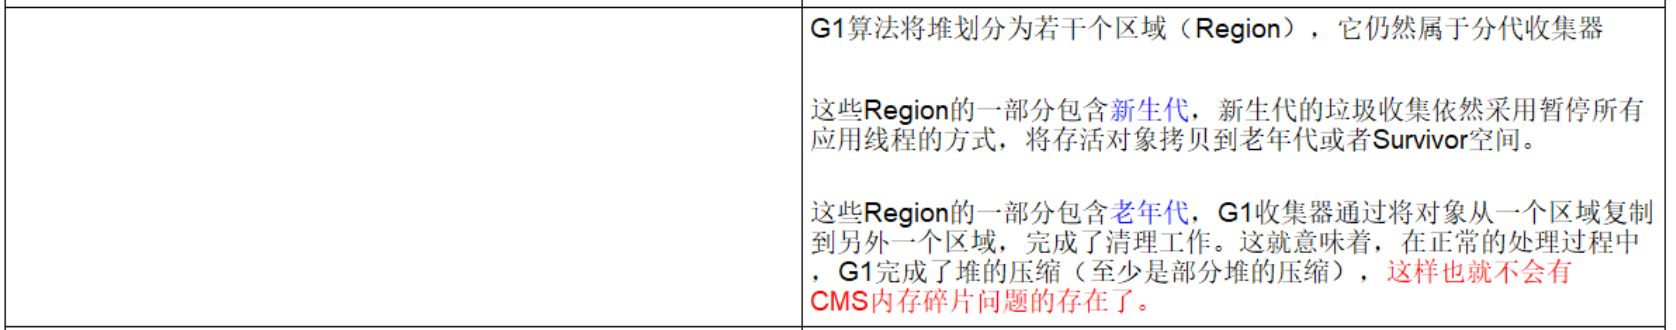 G1算法将堆划分为若干个区域（Region），它仍然属于分代收集器
这些Region的一部分包含新生代，新生代的垃圾收集依然采用暂停所有
应用线程的方式，将存活对象拷贝到老年代或者Survivor空间。
这些Region的一部分包含老年代，G1收集器通过将对象从一个区域复制
到另外一个区域，完成了清理工作。这就意味着，在正常的处理过程中
，G1完成了堆的压缩（至少是部分堆的压缩），这样也就不会有
CMS内存碎片问题的存在了。